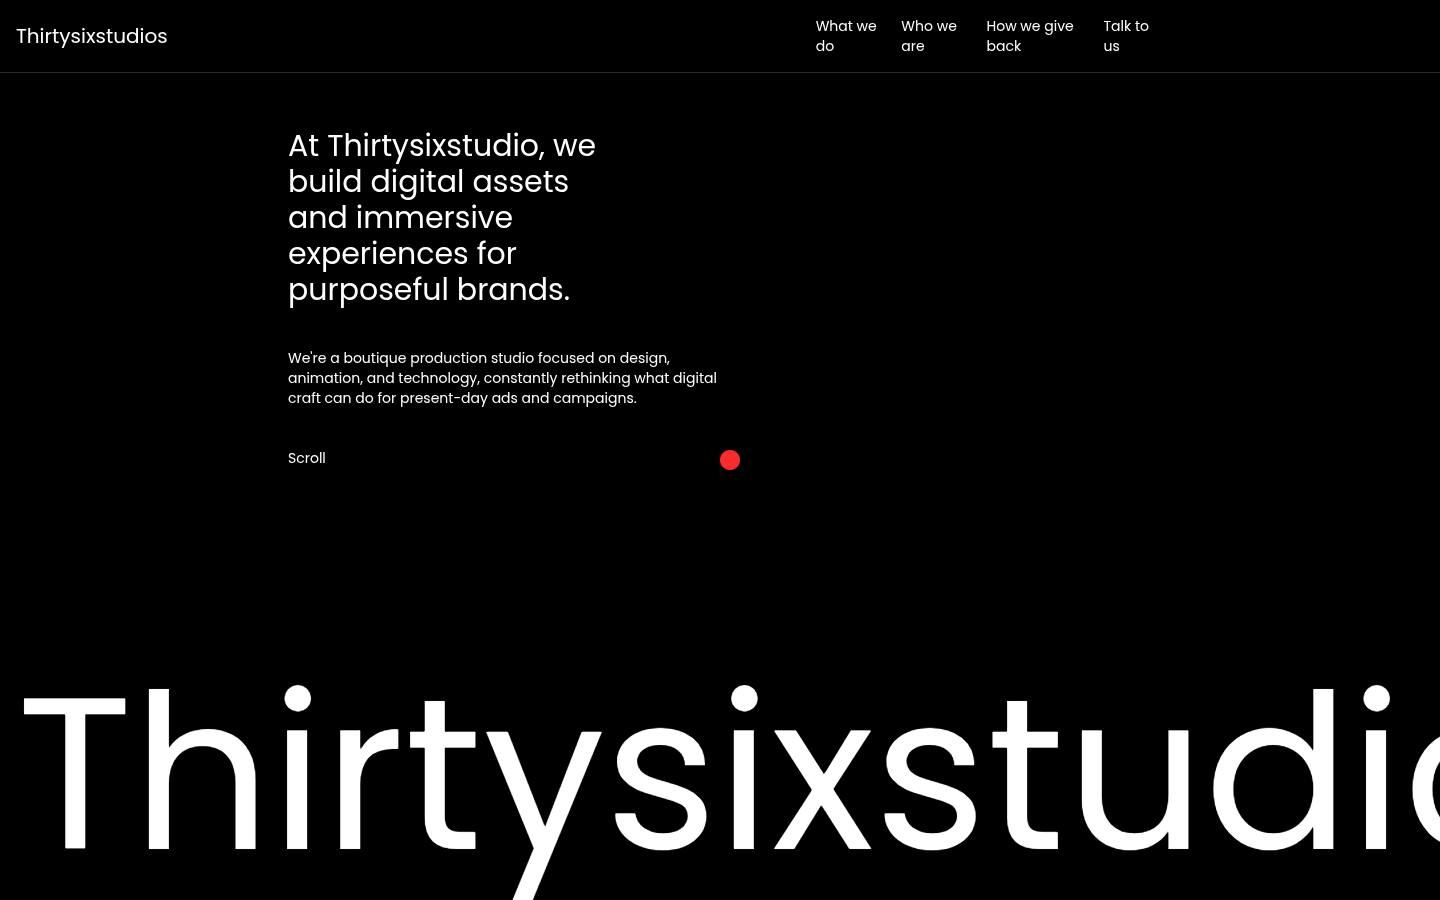 Thirtysixstudios
What we
do
Who we
are
How we give
back
Talk to
us
At Thirtysixstudio, we
build digital assets
and immersive
experiences for
purposeful brands.
We're a boutique production studio focused on design,
animation, and technology, constantly rethinking what digital
craft can do for present-day ads and campaigns.
Scroll
Thirtysixstudio